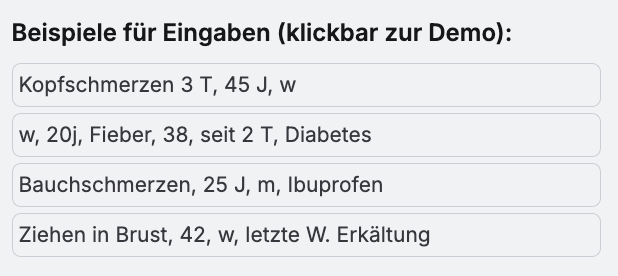 Beispiele für Eingaben (klickbar zur Demo):
Kopfschmerzen 3 T, 45 J, w
w, 20j, Fieber, 38, seit 2 T, Diabetes
Bauchschmerzen, 25 J, m, Ibuprofen
Ziehen in Brust, 42, w, letzte W. Erkältung